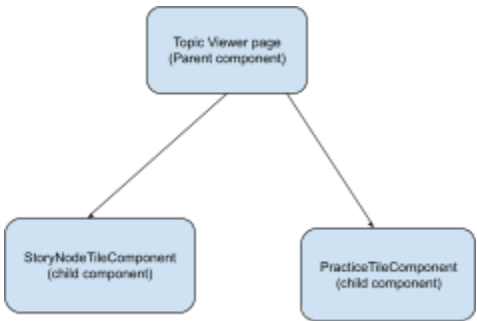 Topic Viewer page
(Parent component)
StoryNodeTileComponent
(child component)
PracticeTileComponent
(child component)